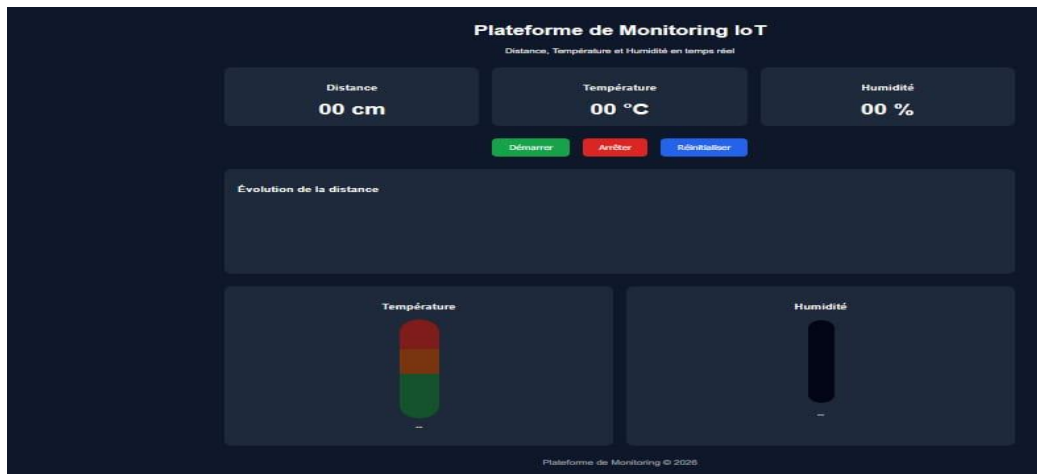 Plateforme de Monitoring IoT
Distance, Température et Humidité en temps réel
Distance
Température
Humidité
00 cm
00 °C
00 %
Démarrer
Arrêter
Réinitialiser
Évolution de la distance
Température
Humidité
--
--
Plateforme de Monitoring © 2026